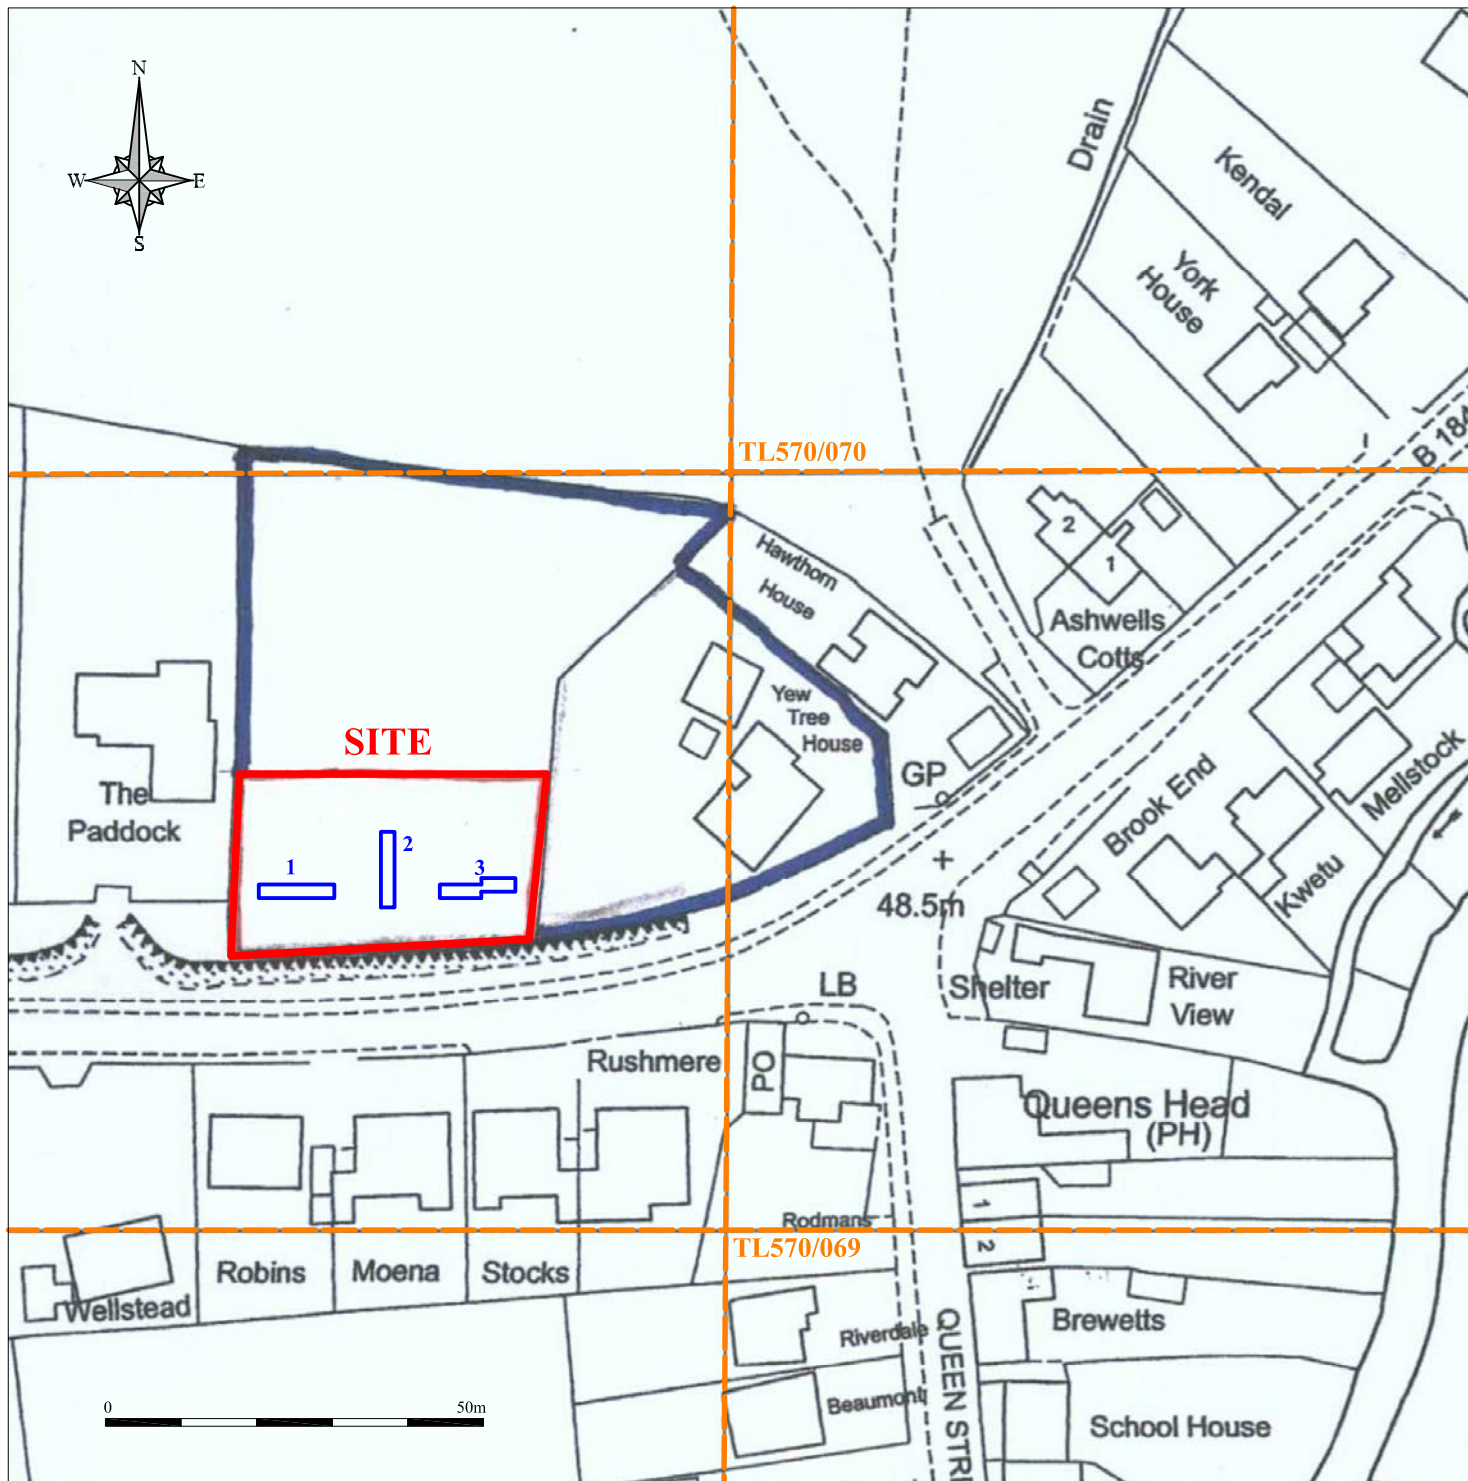 N
W E
S
Drain
Kendal
York
House
B 184
TL570/070
2
1
Ashwells
Cotts
Hawthorn
House
Yew
Tree
House
SITE
The
Paddock
1
2
3
GP
48.5m
Brook End
Mellstock
Kwetu
Shelter
River
View
LB
Rushmere
PO
Queens Head
(PH)
1
2
Rodmans
TL570/069
Robins
Moena
Stocks
Wellstead
Brewetts
Riverdale
Beaumont
QUEEN STRE
School House
0 50m